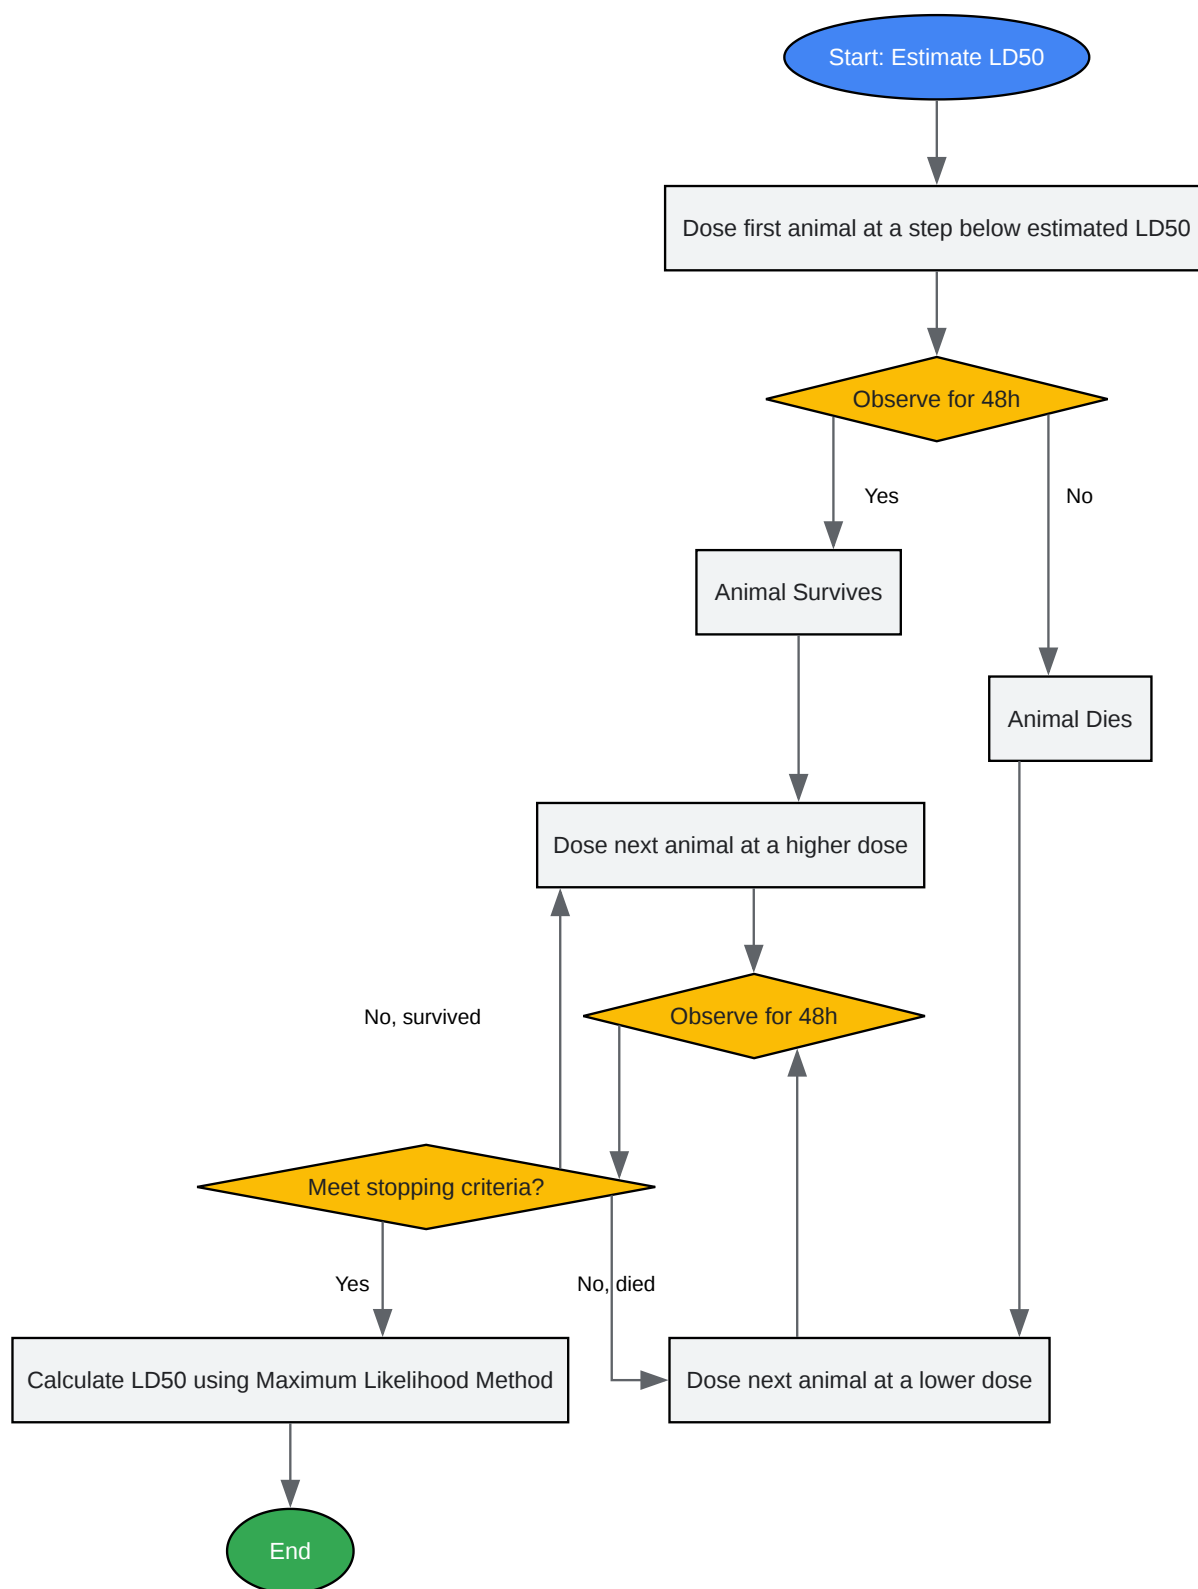 Start: Estimate LD50
Dose first animal at a step below estimated LD50
Observe for 48h
Yes
No
Animal Survives
Animal Dies
Dose next animal at a higher dose
No, survived
Observe for 48h
Meet stopping criteria?
Yes
No, died
Calculate LD50 using Maximum Likelihood Method
Dose next animal at a lower dose
End